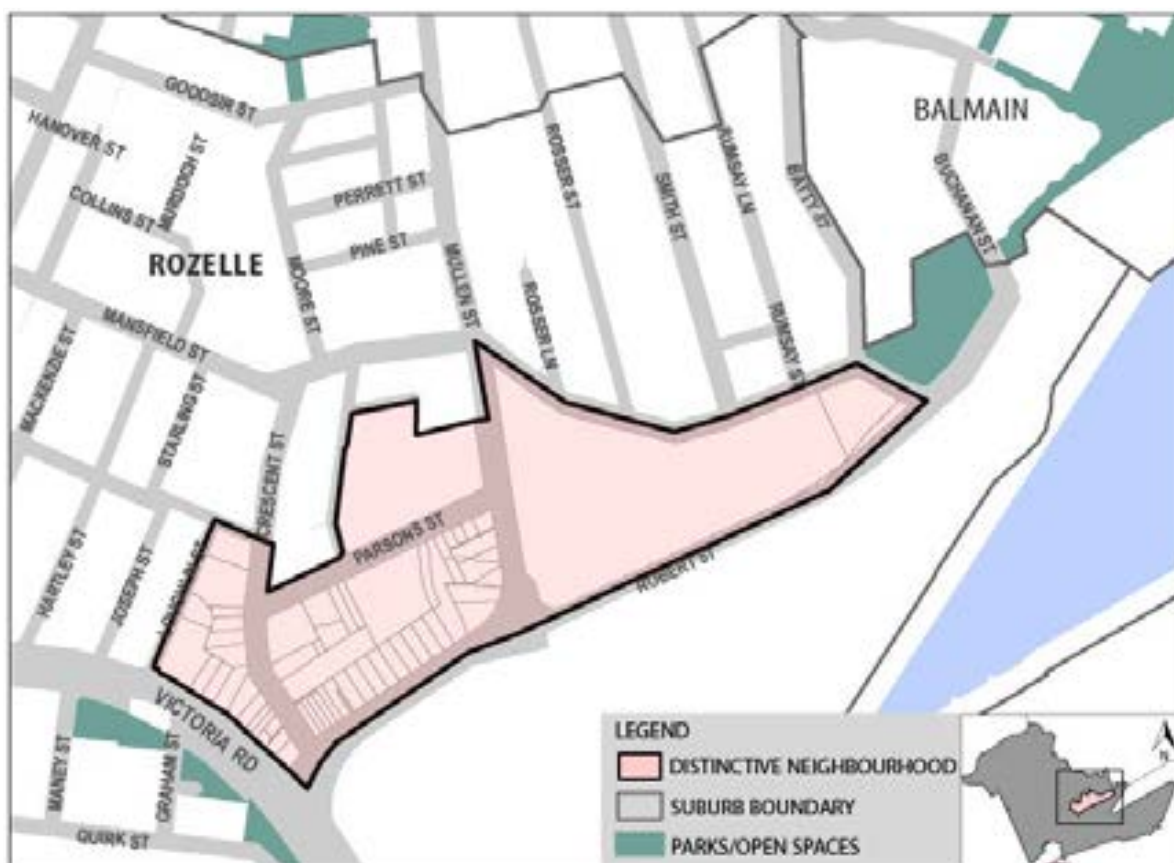 GOODSIR ST
HANOVER ST
MURDOCH ST
COLLINS ST
PERRETT ST
PINE ST
ROZELLE
MOORE ST
MULLEN ST
ROSSER ST
ROSSER LN
SMITH ST
RUMSAY LN
RUMSAY ST
BATTY ST
BALMAIN
BUCHANAN ST
MANSFIELD ST
MACKENZIE ST
STARLING ST
CRESCENT ST
HARTLEY ST
JOSEPH ST
PARSONS ST
ROBERT ST
VICTORIA RD
MANEY ST
GRAHAM ST
QUIRK ST
LEGEND
DISTINCTIVE NEIGHBOURHOOD
SUBURB BOUNDARY
PARKS/OPEN SPACES
N